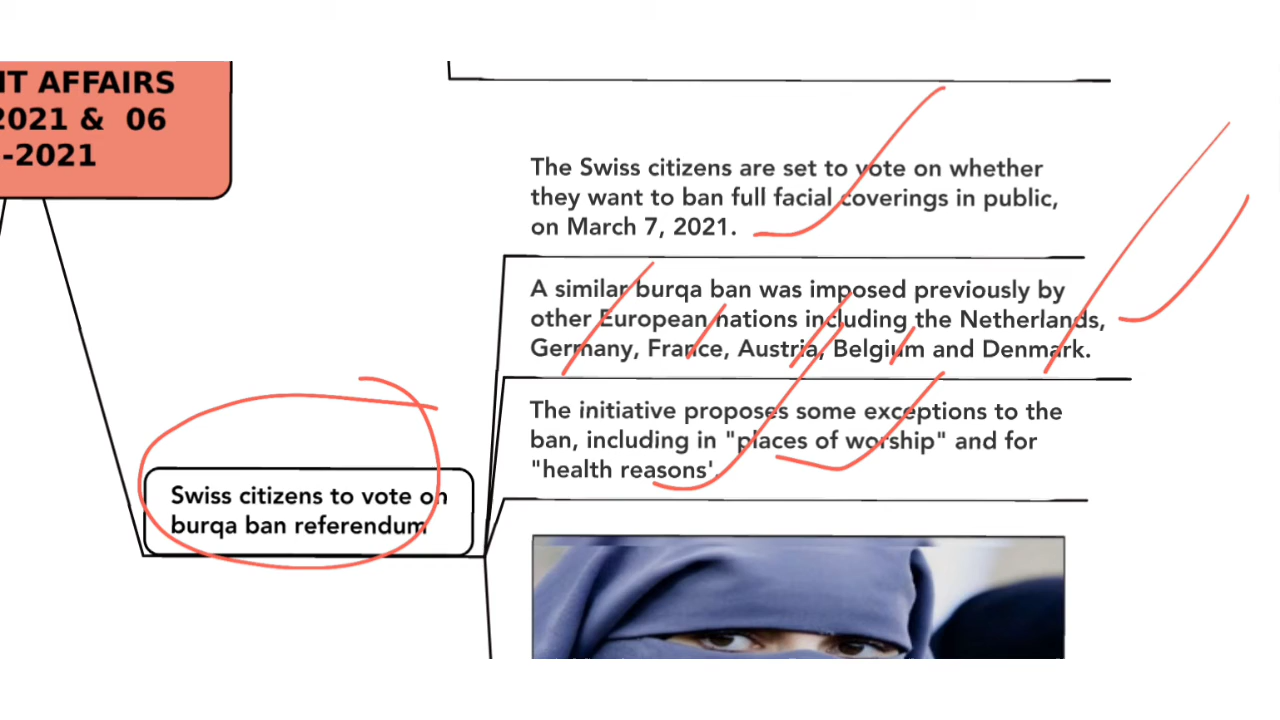 IT AFFAIRS
2021 & 06
-2021
The Swiss citizens are set to vote on whether
they want to ban full facial coverings in public,
on March 7, 2021.
A similar burqa ban was imposed previously by
other European nations including the Netherlands,
Germany, France, Austria, Belgium and Denmark.
The initiative proposes some exceptions to the
ban, including in "places of worship" and for
"health reasons'.
Swiss citizens to vote on
burqa ban referendum